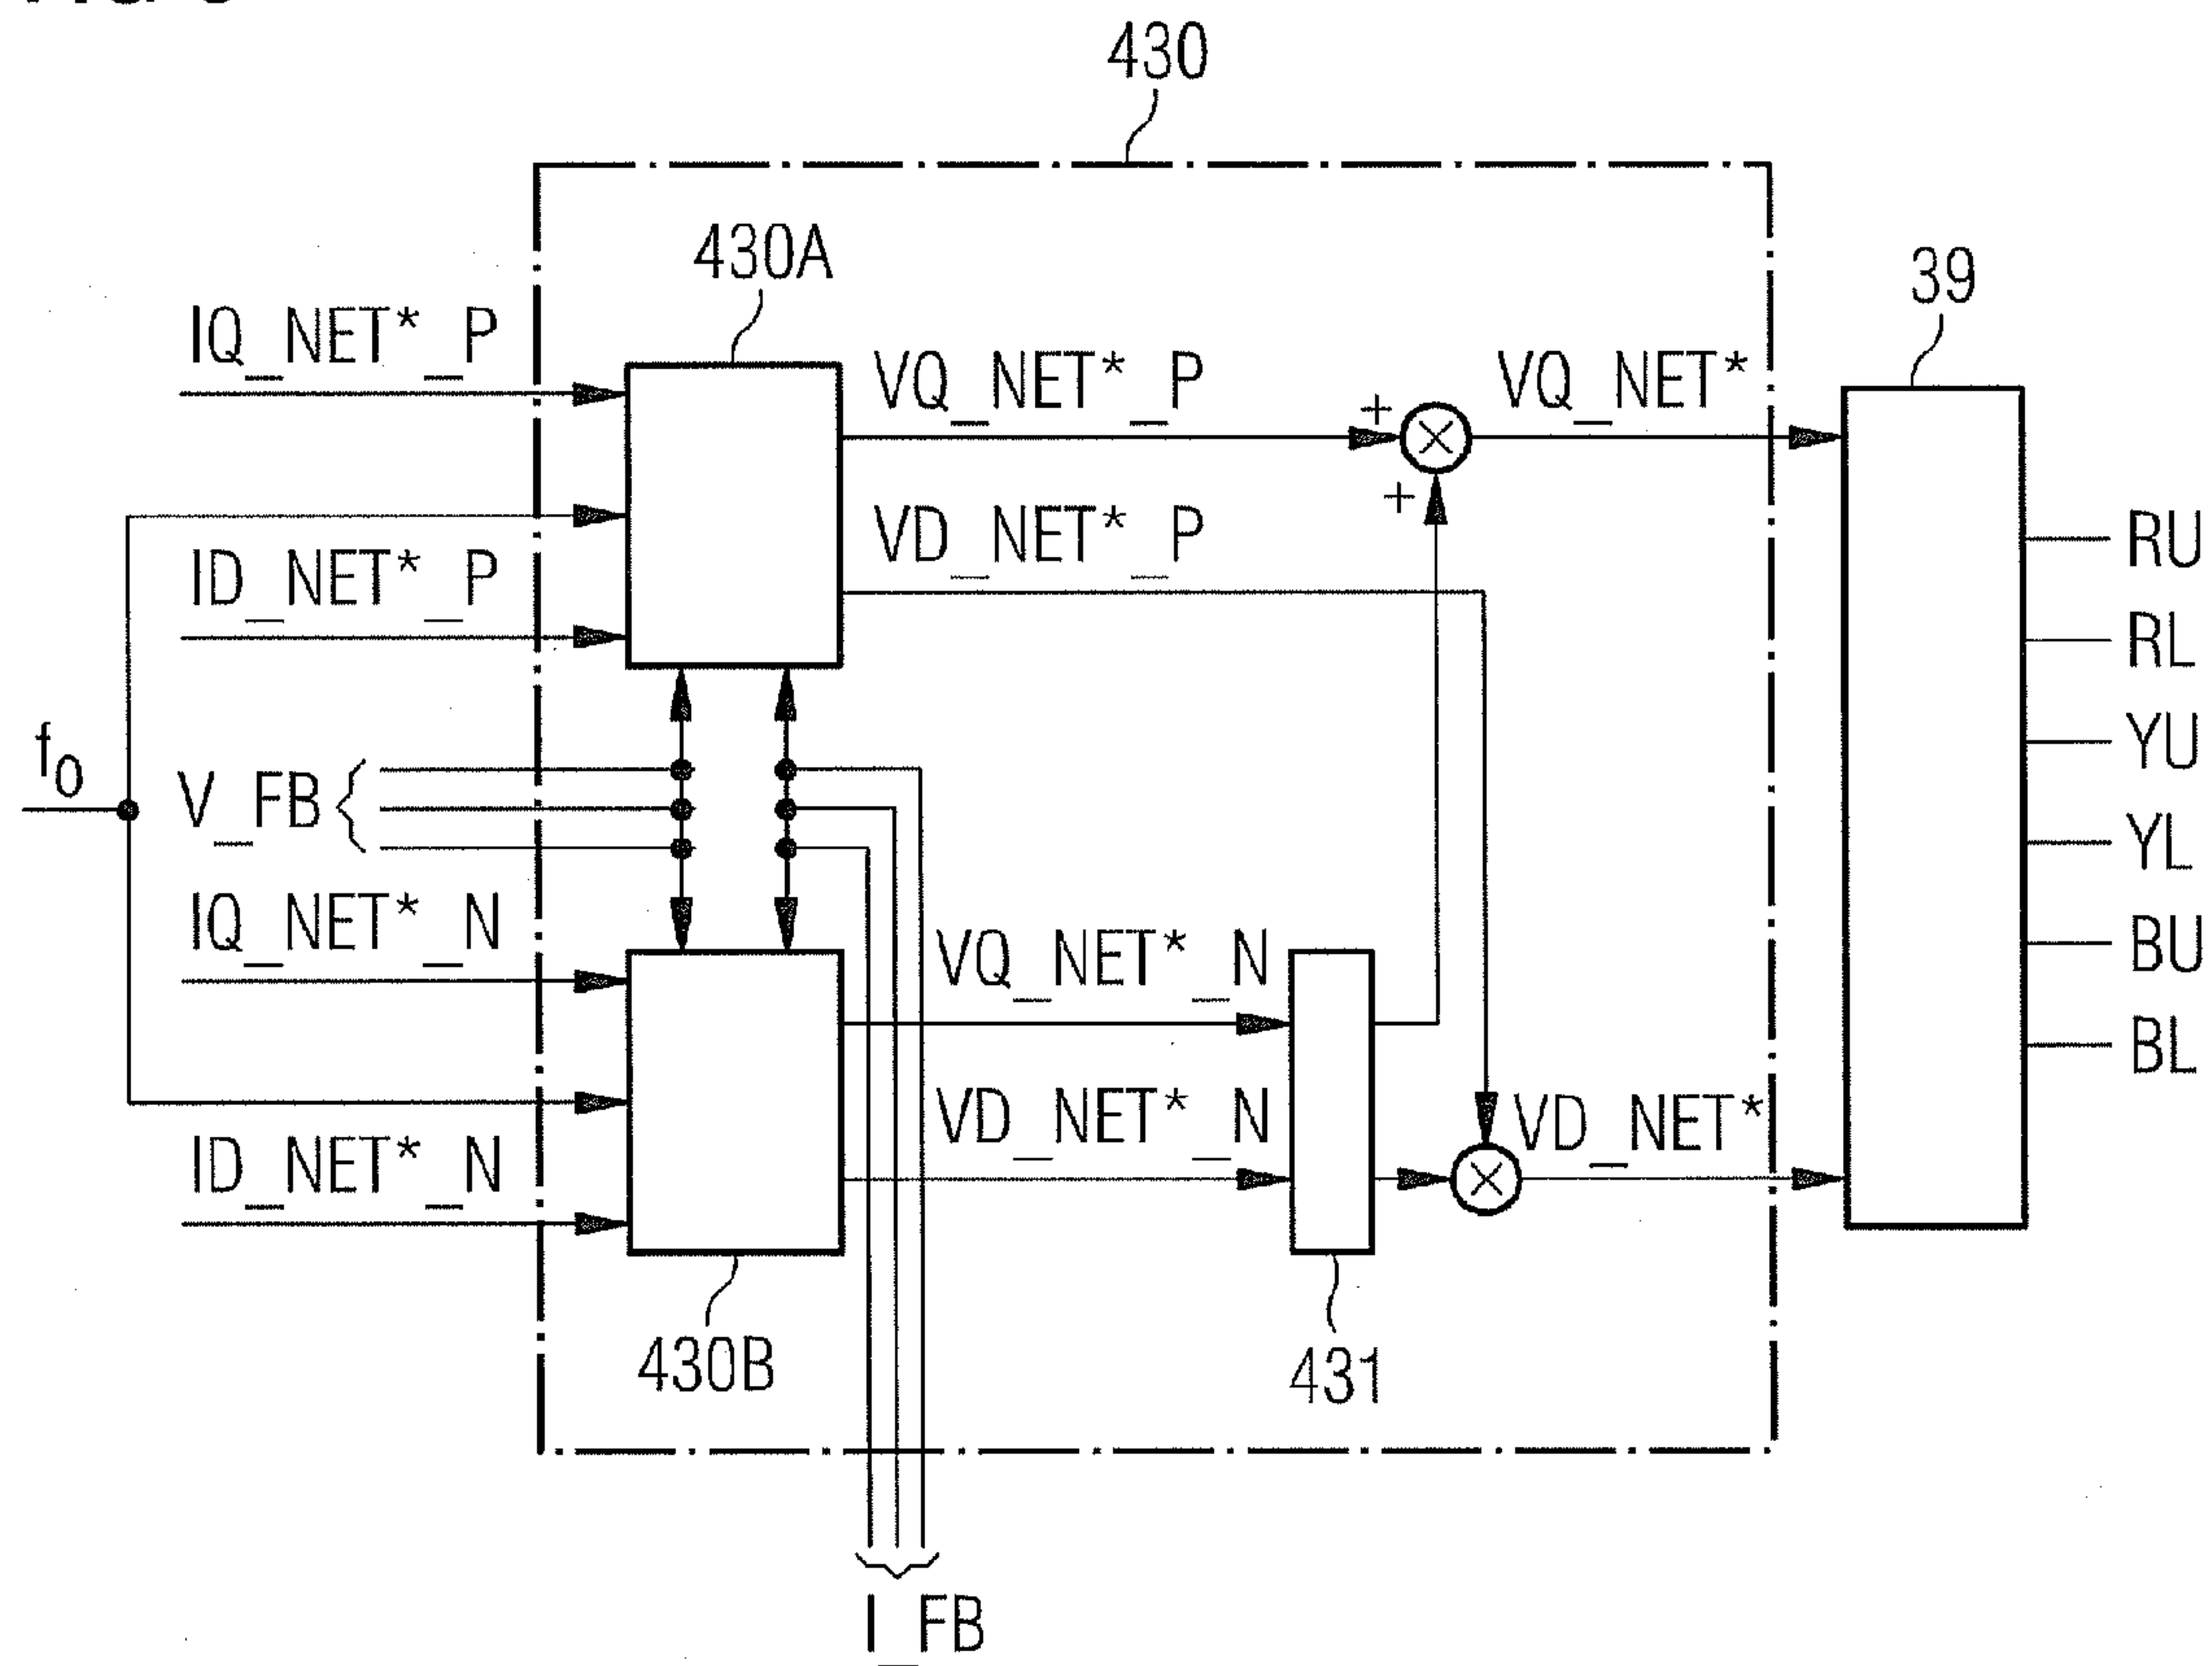 430
430A
39
IQ_NET*_P
VQ_NET*_P
VQ_NET*
+
+
ID_NET*_P
VD_NET*_P
RU
RL
YU
YL
BU
BL
f0
V_FB
IQ_NET*_N
VQ_NET*_N
ID_NET*_N
VD_NET*_N
VD_NET*
430B
431
I_FB